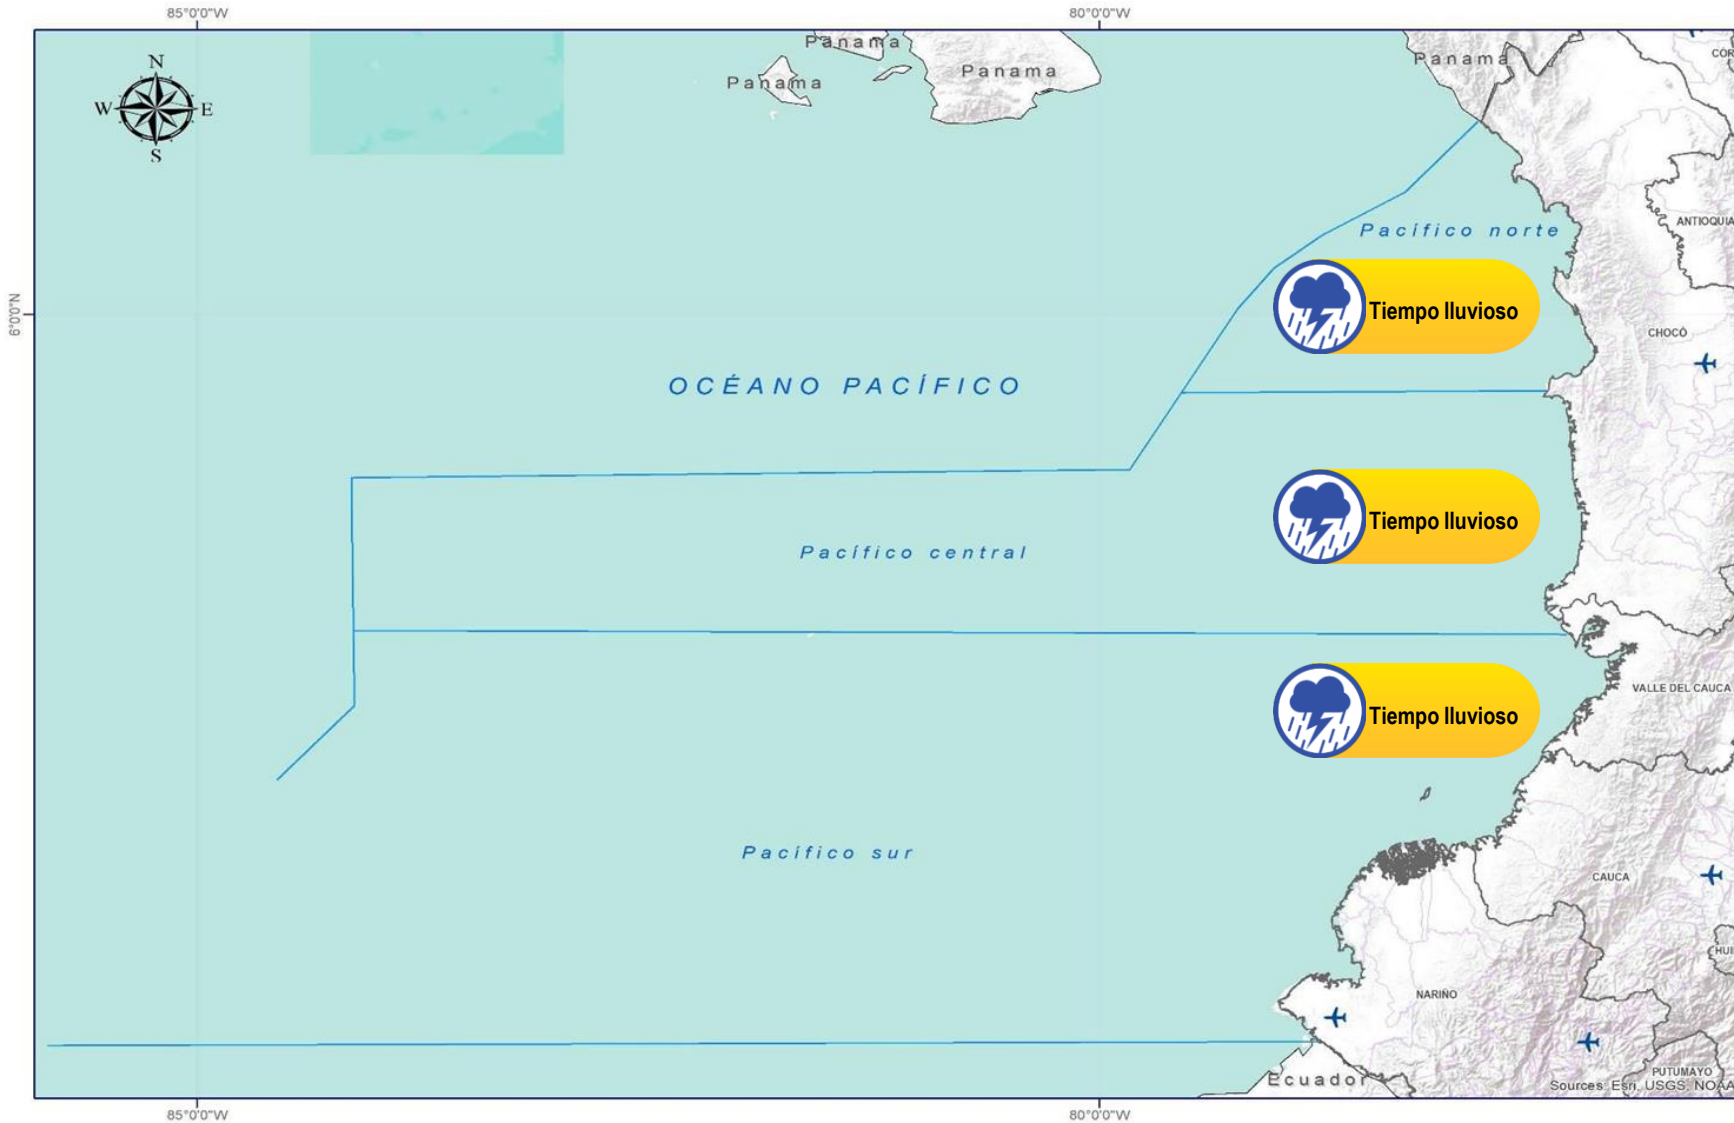 85°0'0"W
80°0'0"W
N
W
E
S
Panama
Panama
Panama
Panama
CÓR
ANTIOQUIA
Pacífico norte
6°0'0"N
Tiempo lluvioso
CHOCÓ
OCÉANO PACÍFICO
Tiempo lluvioso
Pacífico central
VALLE DEL CAUCA
Tiempo lluvioso
Pacífico sur
CAUCA
HUI
NARIÑO
PUTUMAYO
Ecuador
Sources: Esri, USGS, NOAA
85°0'0"W
80°0'0"W